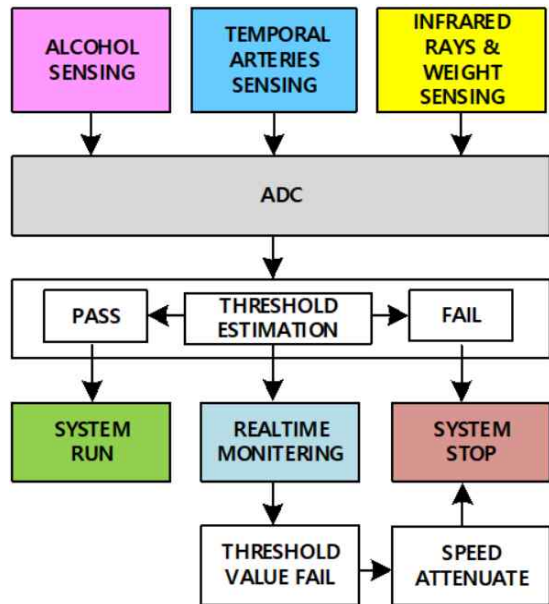 ALCOHOL
SENSING
TEMPORAL
ARTERIES
SENSING
INFRARED
RAYS &
WEIGHT
SENSING
ADC
PASS
THRESHOLD
ESTIMATION
FAIL
SYSTEM
RUN
REALTIME
MONITERING
SYSTEM
STOP
THRESHOLD
VALUE FAIL
SPEED
ATTENUATE